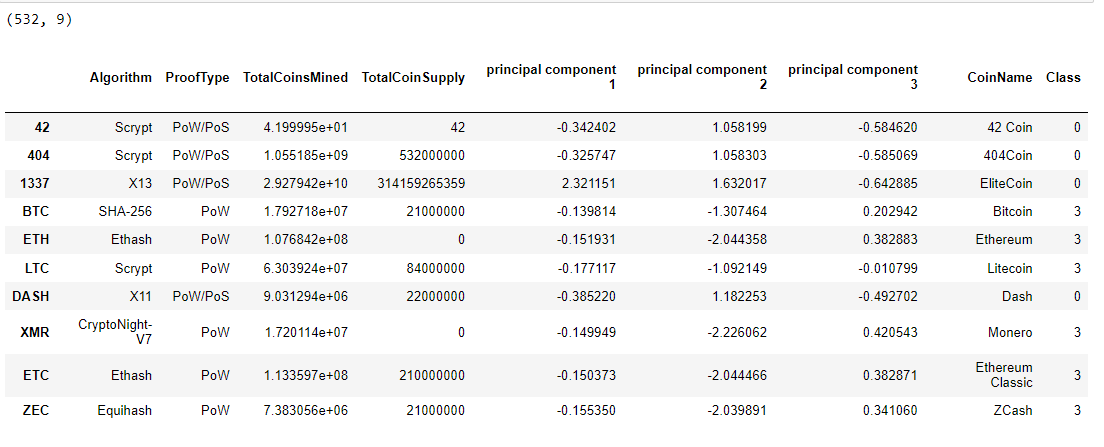 (532, 9)
Algorithm ProofType TotalCoinsMined TotalCoinSupply principal component 1 principal component 2 principal component 3 CoinName Class
42 Scrypt PoW/PoS 4.199995e+01 42 -0.342402 1.058199 -0.584620 42 Coin 0
404 Scrypt PoW/PoS 1.055185e+09 532000000 -0.325747 1.058303 -0.585069 404Coin 0
1337 X13 PoW/PoS 2.927942e+10 314159265359 2.321151 1.632017 -0.642885 EliteCoin 0
BTC SHA-256 PoW 1.792718e+07 21000000 -0.139814 -1.307464 0.202942 Bitcoin 3
ETH Ethash PoW 1.076842e+08 0 -0.151931 -2.044358 0.382883 Ethereum 3
LTC Scrypt PoW 6.303924e+07 84000000 -0.177117 -1.092149 -0.010799 Litecoin 3
DASH X11 PoW/PoS 9.031294e+06 22000000 -0.385220 1.182253 -0.492702 Dash 0
XMR CryptoNight-V7 PoW 1.720114e+07 0 -0.149949 -2.226062 0.420543 Monero 3
ETC Ethash PoW 1.133597e+08 210000000 -0.150373 -2.044466 0.382871 Ethereum Classic 3
ZEC Equihash PoW 7.383056e+06 21000000 -0.155350 -2.039891 0.341060 ZCash 3